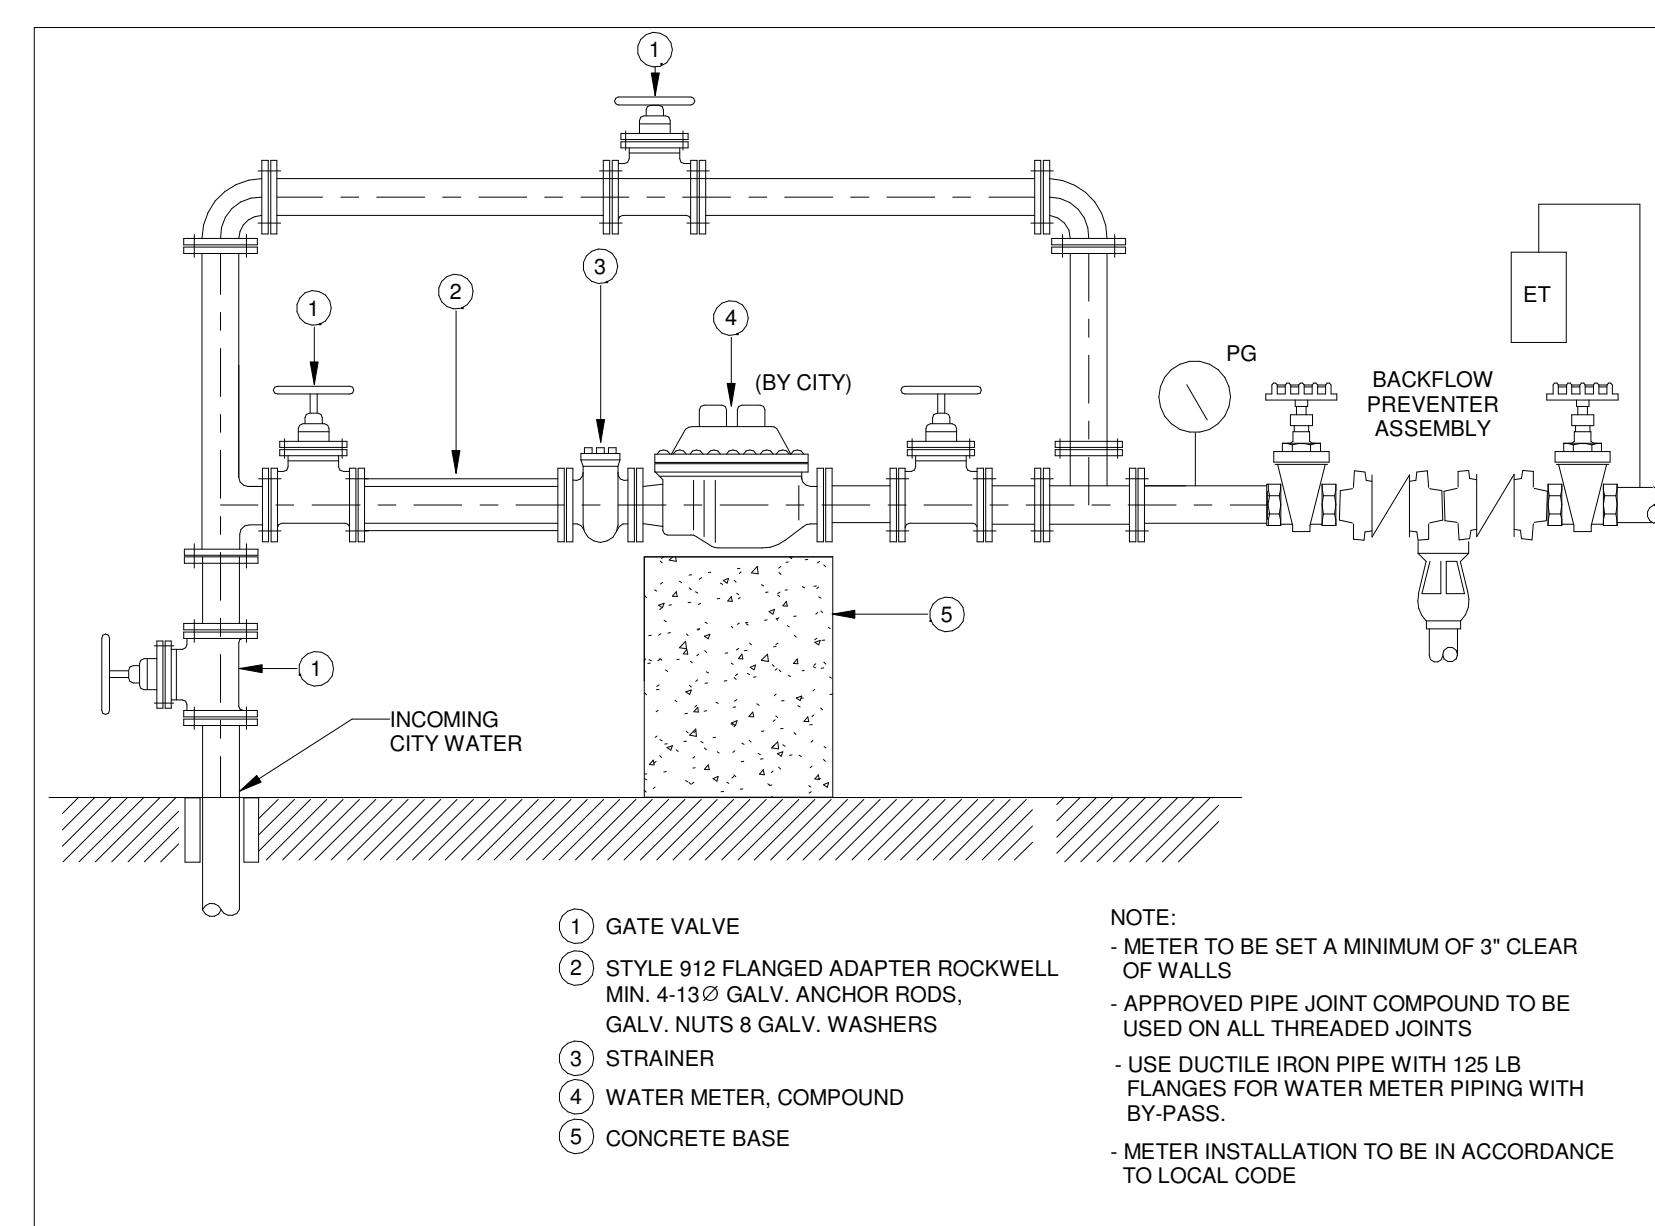 1
3
2
1
4
(BY CITY)
PG
ET
BACKFLOW
PREVENTER
ASSEMBLY
5
1
INCOMING
CITY WATER
1 GATE VALVE
2 STYLE 912 FLANGED ADAPTER ROCKWELL
MIN. 4-13Ø GALV. ANCHOR RODS,
GALV. NUTS 8 GALV. WASHERS
3 STRAINER
4 WATER METER, COMPOUND
5 CONCRETE BASE
NOTE:
- METER TO BE SET A MINIMUM OF 3" CLEAR
OF WALLS
- APPROVED PIPE JOINT COMPOUND TO BE
USED ON ALL THREADED JOINTS
- USE DUCTILE IRON PIPE WITH 125 LB
FLANGES FOR WATER METER PIPING WITH
BY-PASS.
- METER INSTALLATION TO BE IN ACCORDANCE
TO LOCAL CODE